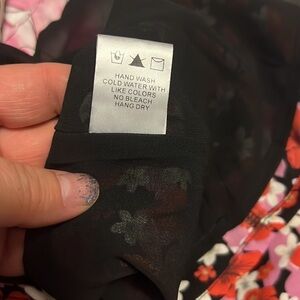 HAND WASH
COLD WATER WITH
LIKE COLORS
NO BLEACH
HANG DRY